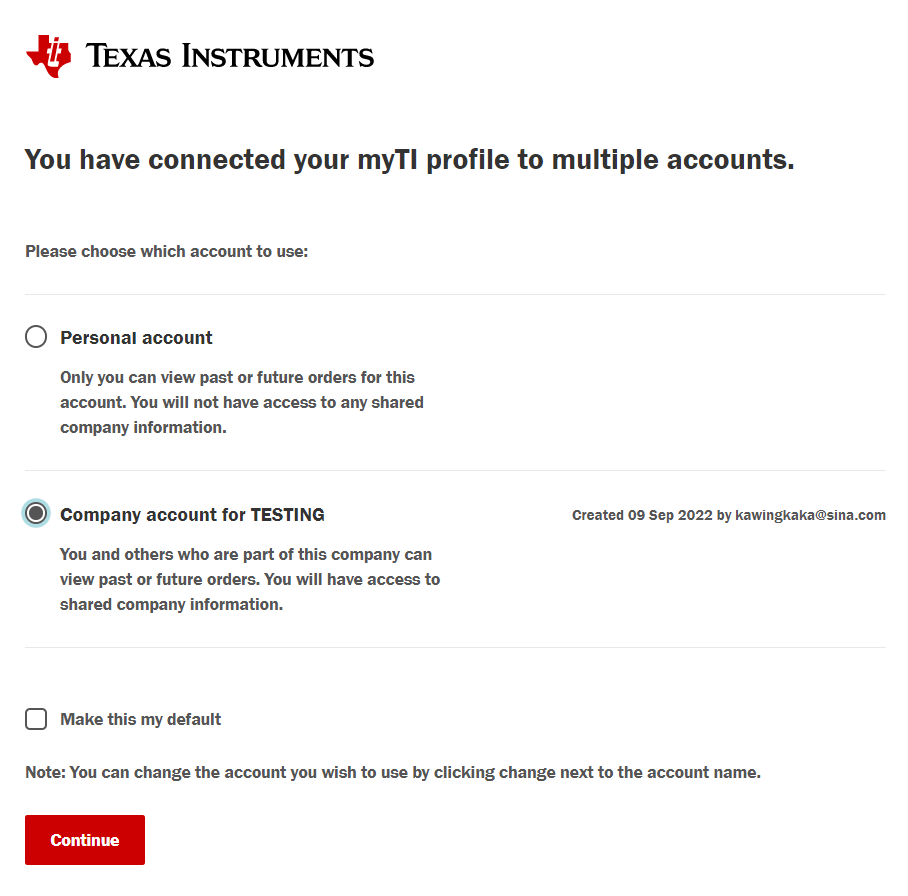 TEXAS INSTRUMENTS
You have connected your myTI profile to multiple accounts.
Please choose which account to use:
Personal account
Only you can view past or future orders for this
account. You will not have access to any shared
company information.
Company account for TESTING
Created 09 Sep 2022 by kawingkaka@sina.com
You and others who are part of this company can
view past or future orders. You will have access to
shared company information.
Make this my default
Note: You can change the account you wish to use by clicking change next to the account name.
Continue